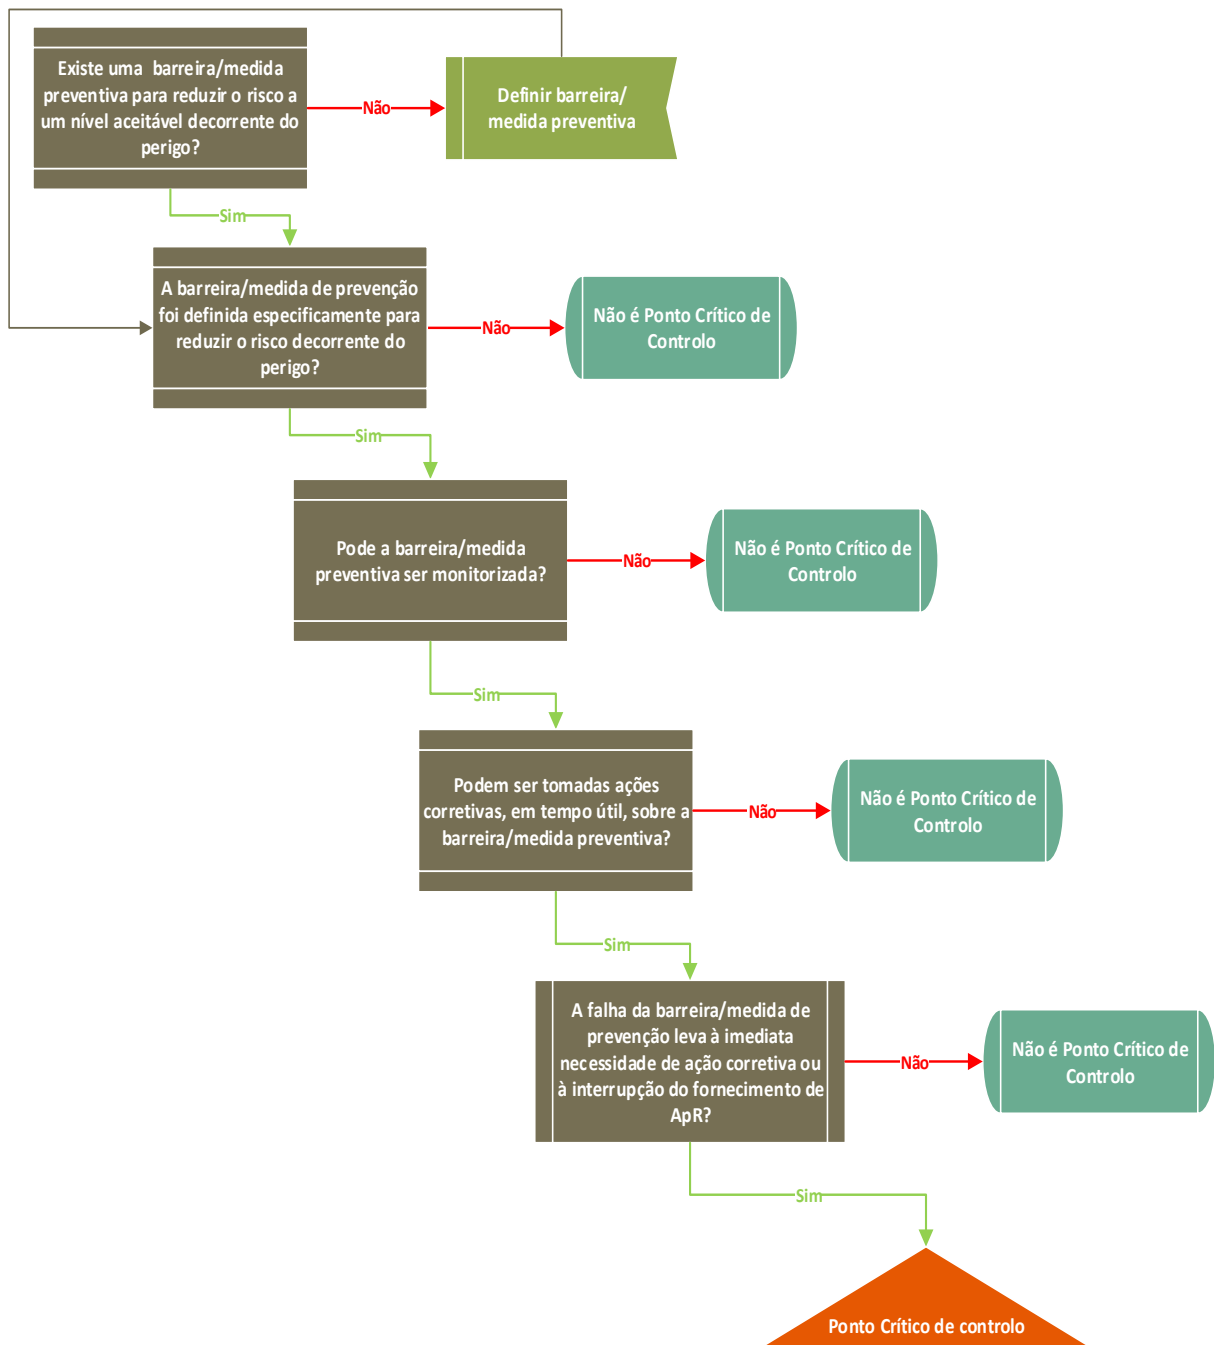 Existe uma barreira/medida
preventiva para reduzir o risco a
um nível aceitável decorrente do
perigo?
Não
Definir barreira/
medida preventiva
Sim
A barreira/medida de prevenção
foi definida especificamente para
reduzir o risco decorrente do
perigo?
Não
Não é Ponto Crítico de
Controlo
Sim
Pode a barreira/medida
preventiva ser monitorizada?
Não
Não é Ponto Crítico de
Controlo
Sim
Podem ser tomadas ações
corretivas, em tempo útil, sobre a
barreira/medida preventiva?
Não
Não é Ponto Crítico de
Controlo
Sim
A falha da barreira/medida de
prevenção leva à imediata
necessidade de ação corretiva ou
à interrupção do fornecimento de
ApR?
Não
Não é Ponto Crítico de
Controlo
Sim
Ponto Crítico de controlo